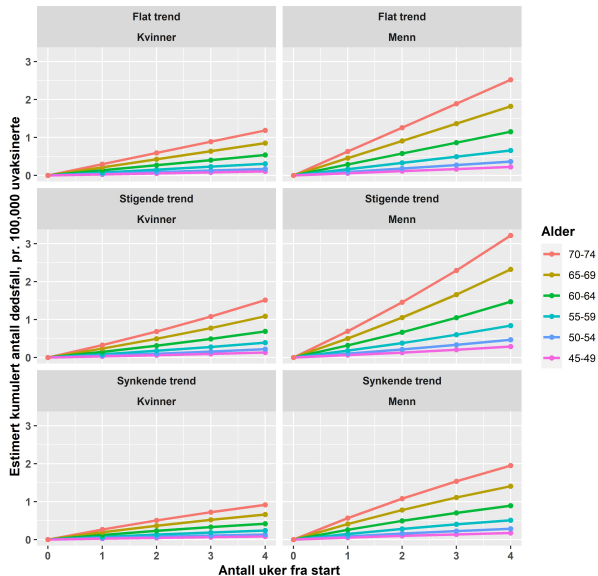 Flat trend
Flat trend
Kvinner
Menn
3
2
1
0
Stigende trend
Stigende trend
Kvinner
Menn
3
2
1
0
Synkende trend
Synkende trend
Kvinner
Menn
3
2
1
0
0 1 2 3 4
0 1 2 3 4
Antall uker fra start
Estimert kumulert antall dødsfall, pr. 100,000 uvaksinerte
Alder
70-74
65-69
60-64
55-59
50-54
45-49